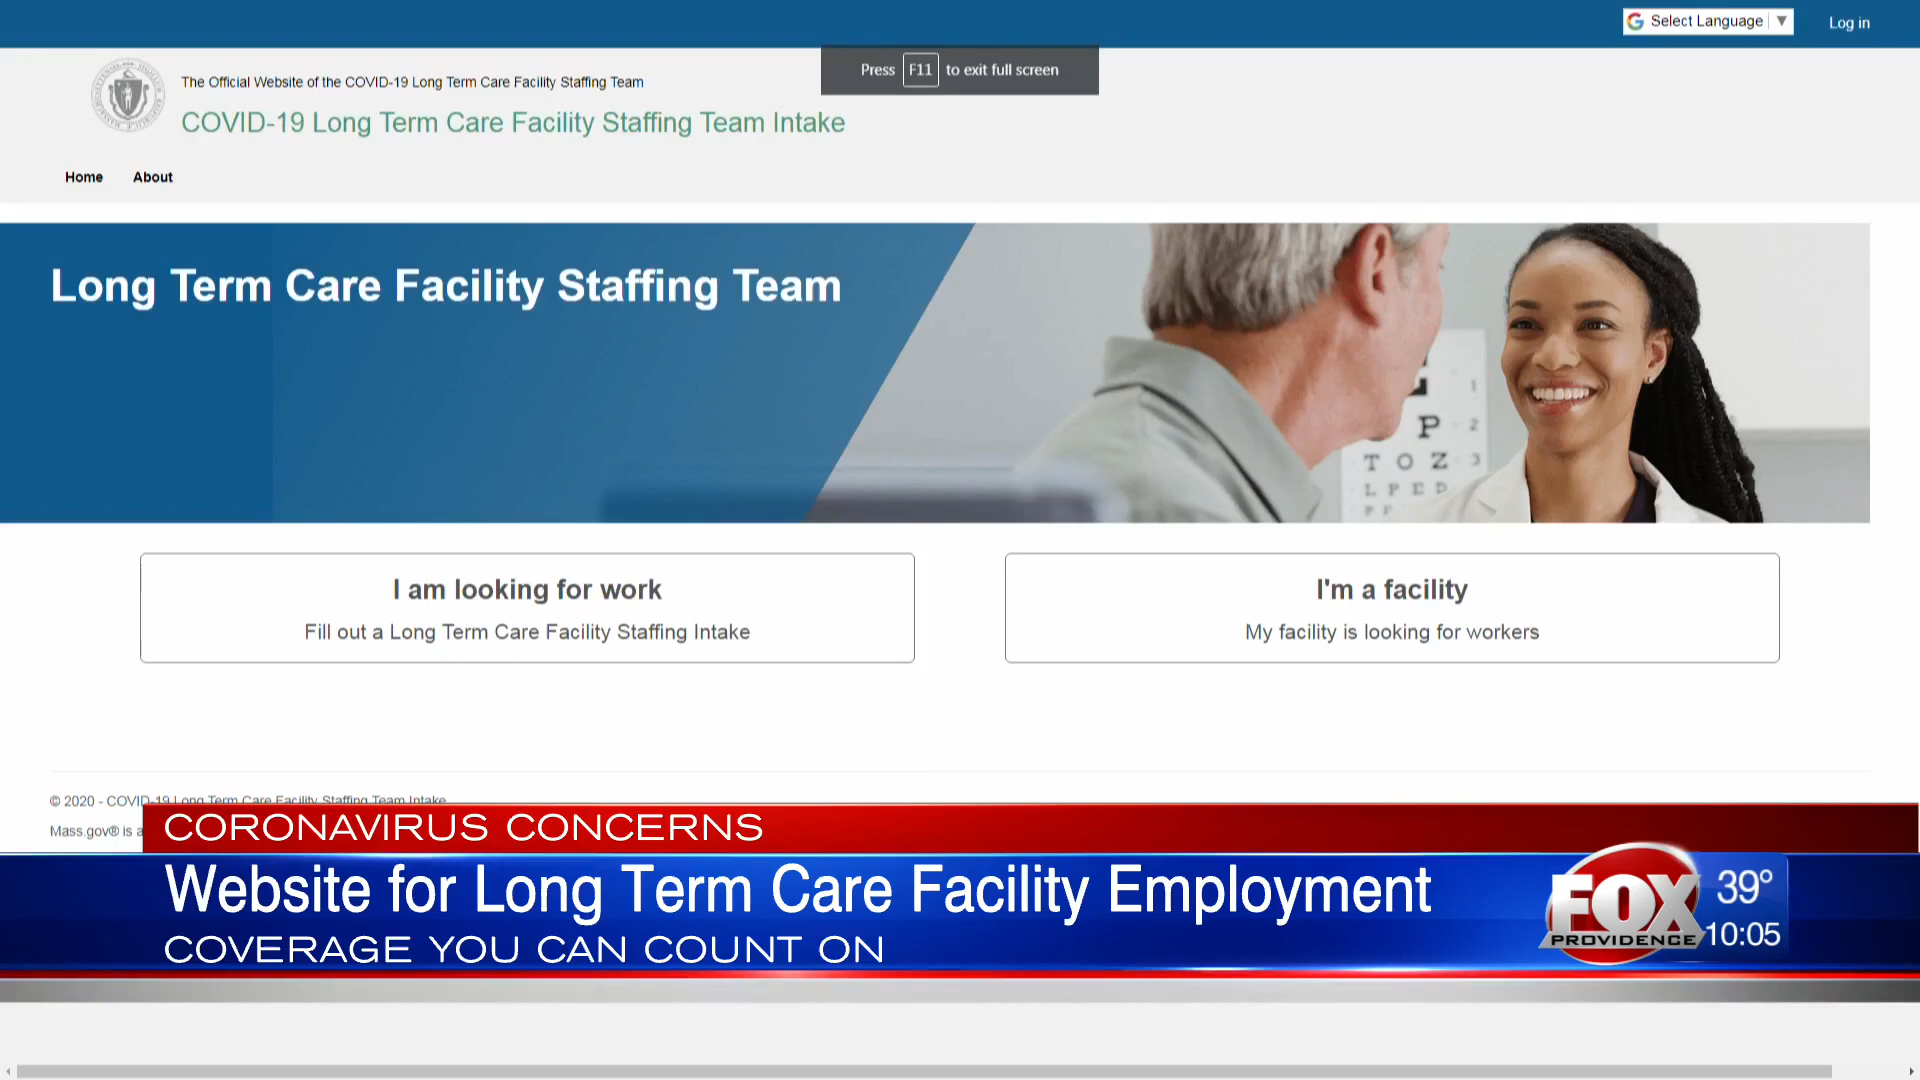 Select Language ▼
Log in
Press F11 to exit full screen
The Official Website of the COVID-19 Long Term Care Facility Staffing Team
COVID-19 Long Term Care Facility Staffing Team Intake
Home About
Long Term Care Facility Staffing Team
1
P 2
T O Z 3
L P E D
I am looking for work
Fill out a Long Term Care Facility Staffing Intake
I'm a facility
My facility is looking for workers
© 2020 - COVID-19 Long Term Care Facility Staffing Team Intake
Mass.gov® is a
CORONAVIRUS CONCERNS
Website for Long Term Care Facility Employment
COVERAGE YOU CAN COUNT ON
FOX
PROVIDENCE
39°
10:05